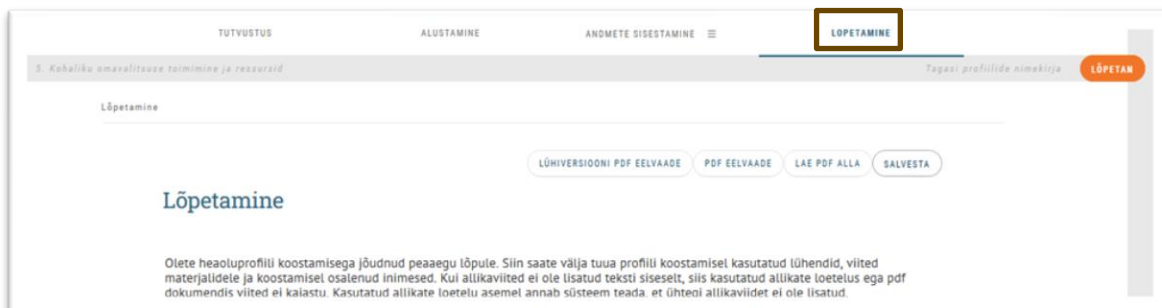 TUTVUSTUS ALUSTAMINE ANDMETE SISESTAMINE LOPETAMINE
5. Kohaliku omavalitsuse toimimine ja ressursid Tagasi profiilide nimekirja LÕPETAN
Lõpetamine
LÜHIVERSIOONI PDF EELVAADE PDF EELVAADE LAE PDF ALLA SALVESTA
Lõpetamine
Olete heaoluprofiili koostamisega jõudnud peaaegu lõpule. Siin saate välja tuua profiili koostamisel kasutatud lühendid, viited
materjalidele ja koostamisel osalenud inimesed. Kui allikaviited ei ole lisatud teksti siseselt, siis kasutatud allikate loetelus ega pdf
dokumendis viited ei kajastu. Kasutatud allikate loetelu asemel annab süsteem teada, et ühtegi allikaviidet ei ole lisatud.